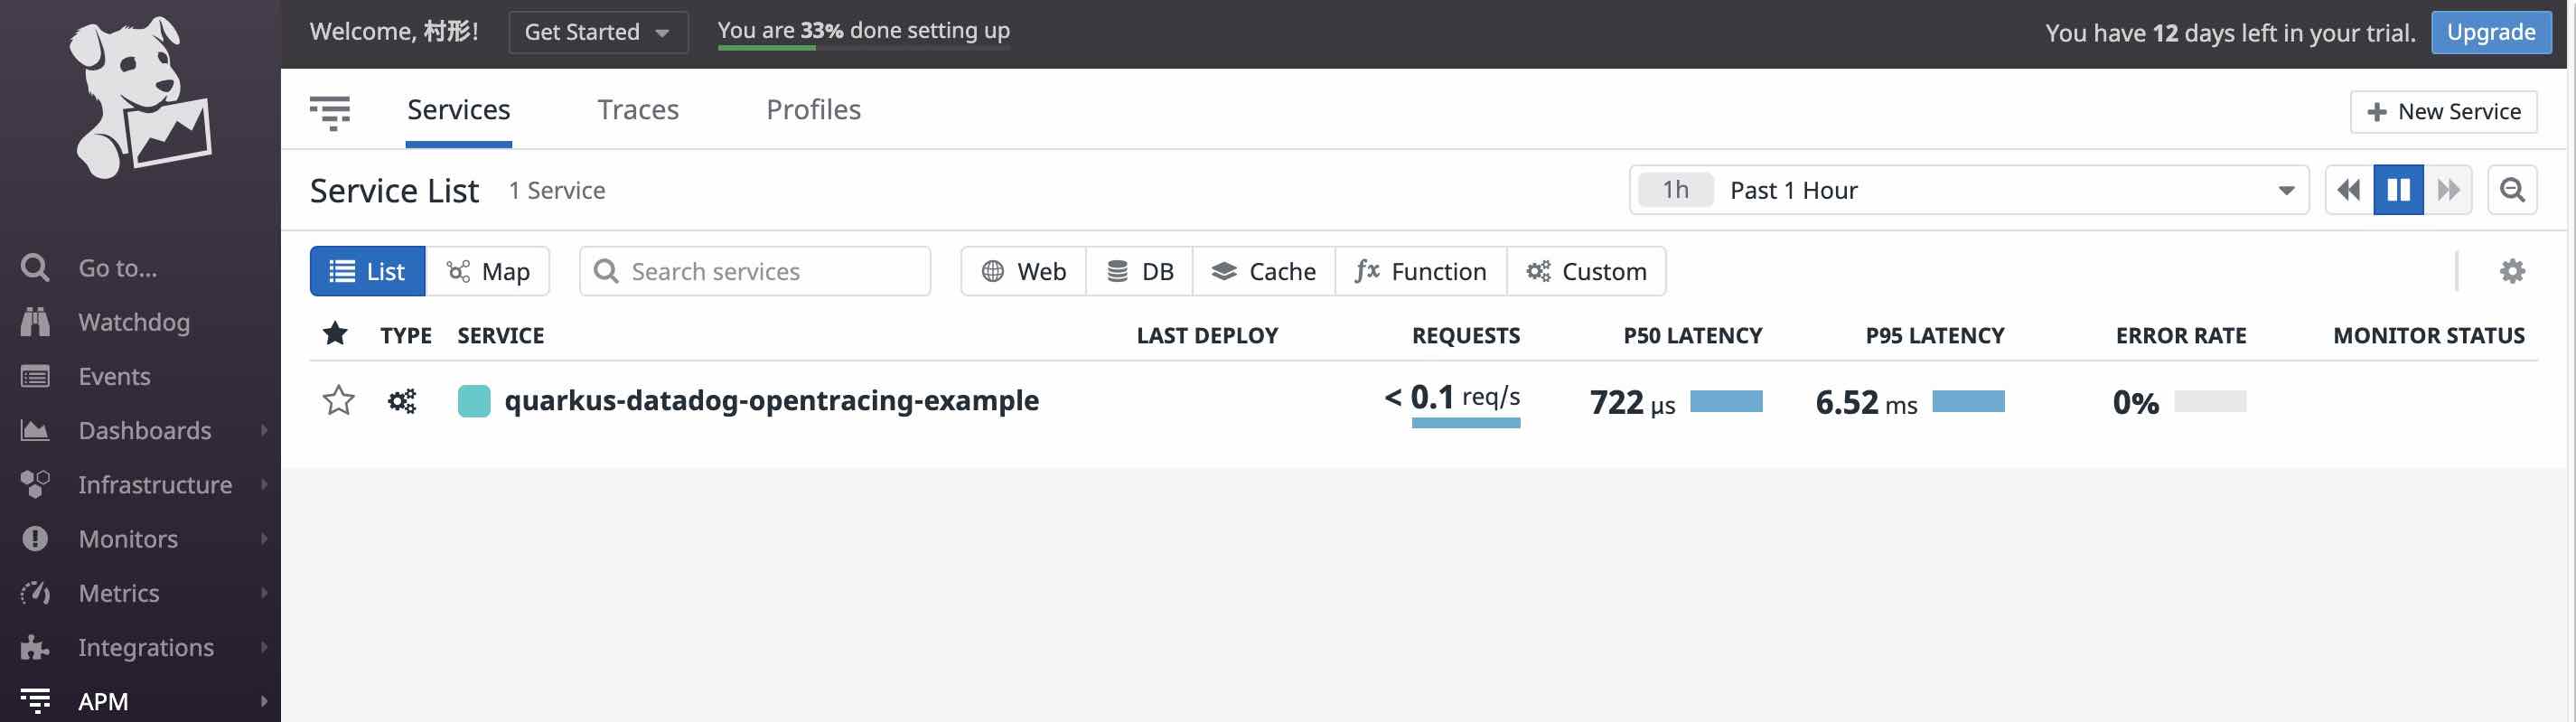 Welcome, 村形!
Get Started
You are 33% done setting up
You have 12 days left in your trial.
Upgrade
Services
Traces
Profiles
New Service
Service List
1 Service
1h
Past 1 Hour
Go to...
Watchdog
Events
Dashboards
Infrastructure
Monitors
Metrics
Integrations
APM
List
Map
Search services
Web
DB
Cache
Function
Custom
TYPE SERVICE LAST DEPLOY REQUESTS P50 LATENCY P95 LATENCY ERROR RATE MONITOR STATUS
quarkus-datadog-opentracing-example < 0.1 req/s 722 µs 6.52 ms 0%